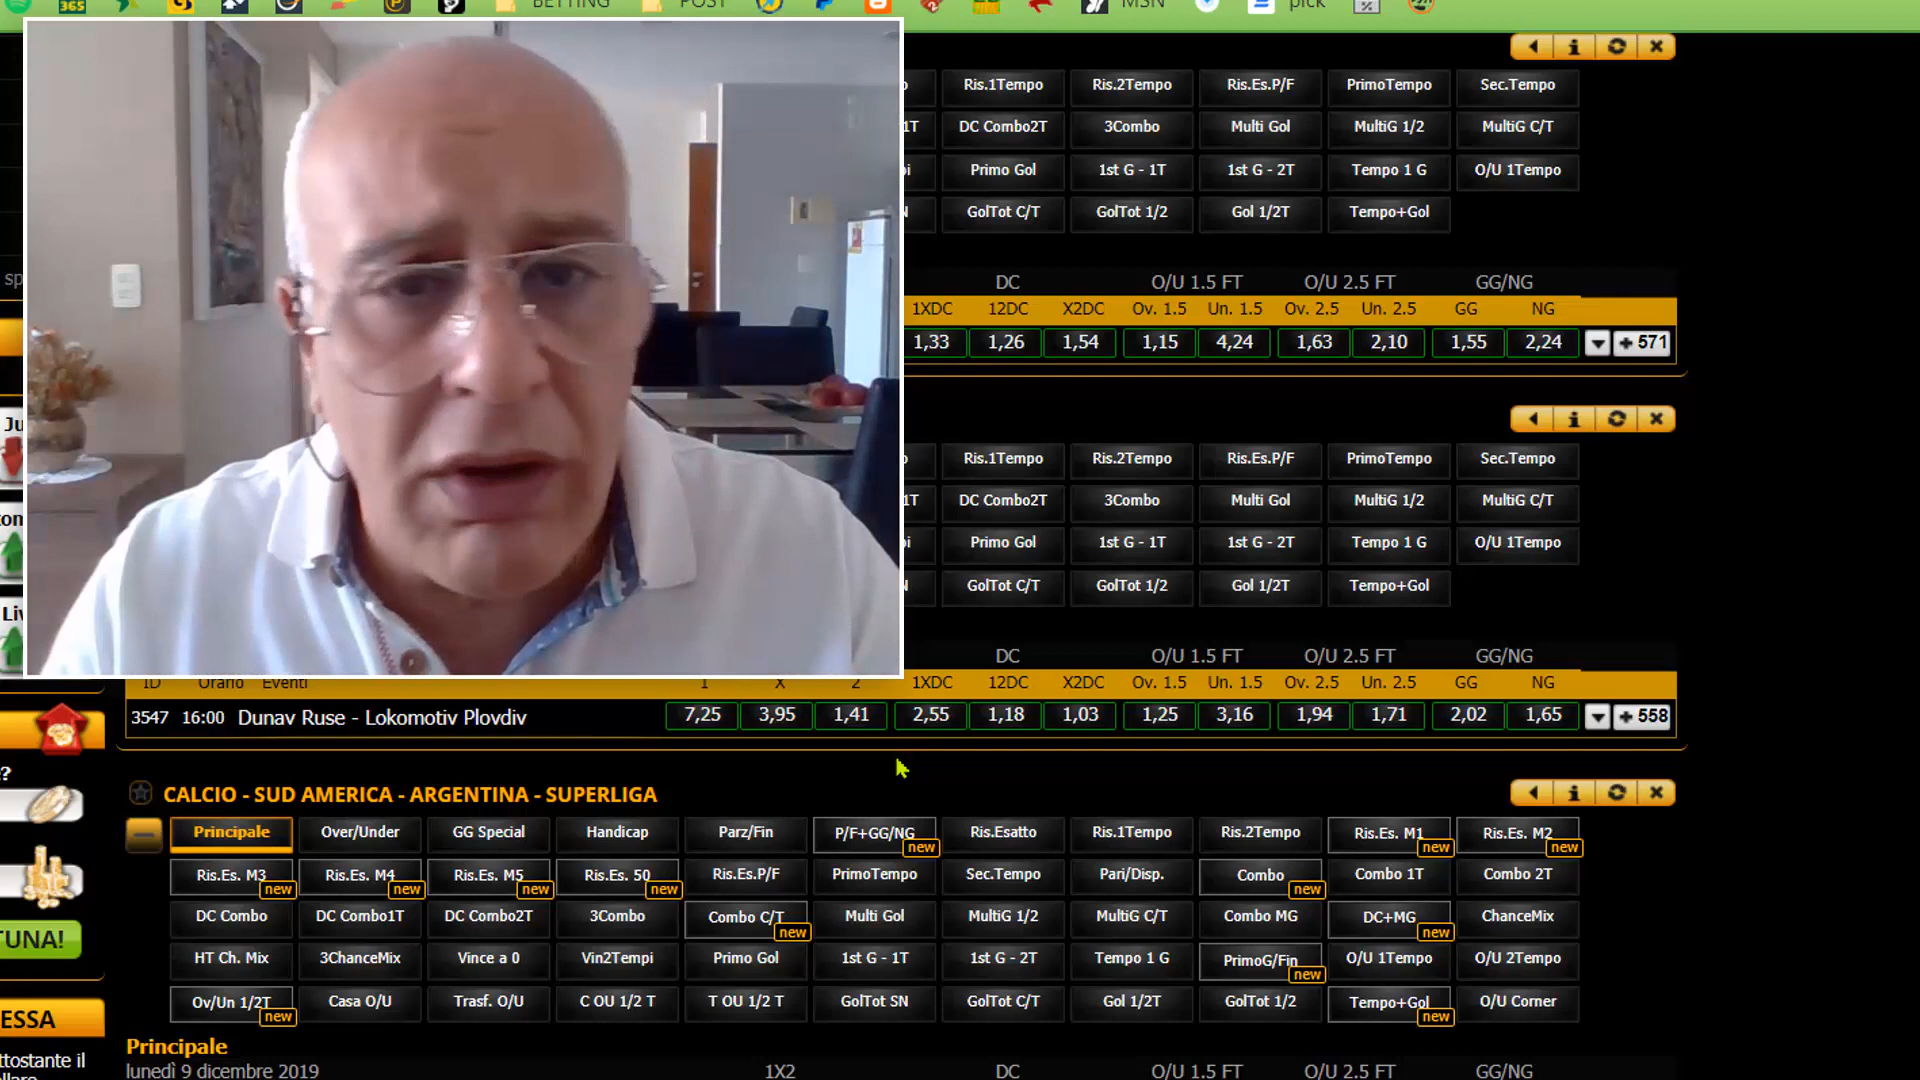 365
BETTING
POST
MSN
pick
Ris.1Tempo Ris.2Tempo Ris.Es.P/F PrimoTempo Sec.Tempo
1T DC Combo2T 3Combo Multi Gol MultiG 1/2 MultiG C/T
Primo Gol 1st G - 1T 1st G - 2T Tempo 1 G O/U 1Tempo
GolTot C/T GolTot 1/2 Gol 1/2T Tempo+Gol
sp
DC O/U 1.5 FT O/U 2.5 FT GG/NG
1XDC 12DC X2DC Ov. 1.5 Un. 1.5 Ov. 2.5 Un. 2.5 GG NG
1,33 1,26 1,54 1,15 4,24 1,63 2,10 1,55 2,24 +571
Ju
Ris.1Tempo Ris.2Tempo Ris.Es.P/F PrimoTempo Sec.Tempo
1T DC Combo2T 3Combo Multi Gol MultiG 1/2 MultiG C/T
Primo Gol 1st G - 1T 1st G - 2T Tempo 1 G O/U 1Tempo
GolTot C/T GolTot 1/2 Gol 1/2T Tempo+Gol
Liv
DC O/U 1.5 FT O/U 2.5 FT GG/NG
ID Orario Eventi 1 X 2 1XDC 12DC X2DC Ov. 1.5 Un. 1.5 Ov. 2.5 Un. 2.5 GG NG
3547 16:00 Dunav Ruse - Lokomotiv Plovdiv 7,25 3,95 1,41 2,55 1,18 1,03 1,25 3,16 1,94 1,71 2,02 1,65 +558
CALCIO - SUD AMERICA - ARGENTINA - SUPERLIGA
Principale Over/Under GG Special Handicap Parz/Fin P/F+GG/NG new Ris.Esatto Ris.1Tempo Ris.2Tempo Ris.Es. M1 new Ris.Es. M2 new
Ris.Es. M3 new Ris.Es. M4 new Ris.Es. M5 new Ris.Es. 50 new Ris.Es.P/F PrimoTempo Sec.Tempo Pari/Disp. Combo new Combo 1T Combo 2T
DC Combo DC Combo1T DC Combo2T 3Combo Combo C/T new Multi Gol MultiG 1/2 MultiG C/T Combo MG DC+MG new ChanceMix
HT Ch. Mix 3ChanceMix Vince a 0 Vin2Tempi Primo Gol 1st G - 1T 1st G - 2T Tempo 1 G PrimoG/Fin new O/U 1Tempo O/U 2Tempo
Ov/Un 1/2T new Casa O/U Trasf. O/U C OU 1/2 T T OU 1/2 T GolTot SN GolTot C/T Gol 1/2T GolTot 1/2 Tempo+Gol new O/U Corner
TUNA!
ESSA
ttostante il
Principale
lunedì 9 dicembre 2019 1X2 DC O/U 1.5 FT O/U 2.5 FT GG/NG